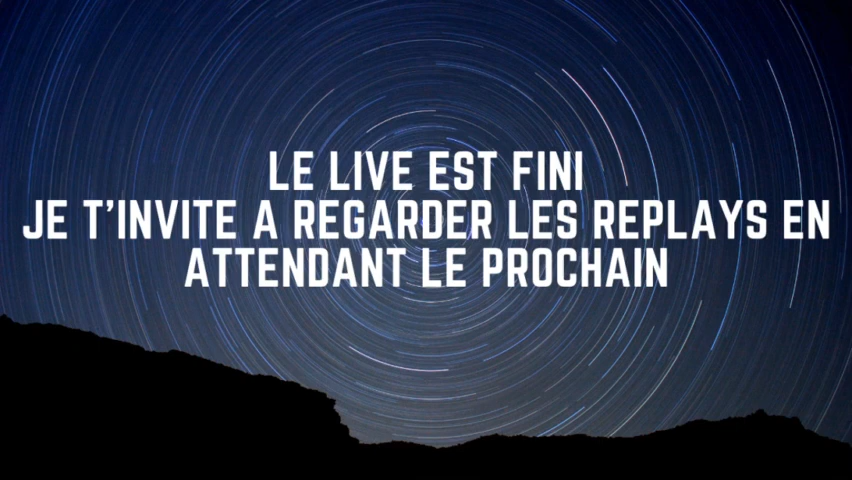 LE LIVE EST FINI
JE T'INVITE A REGARDER LES REPLAYS EN
ATTENDANT LE PROCHAIN